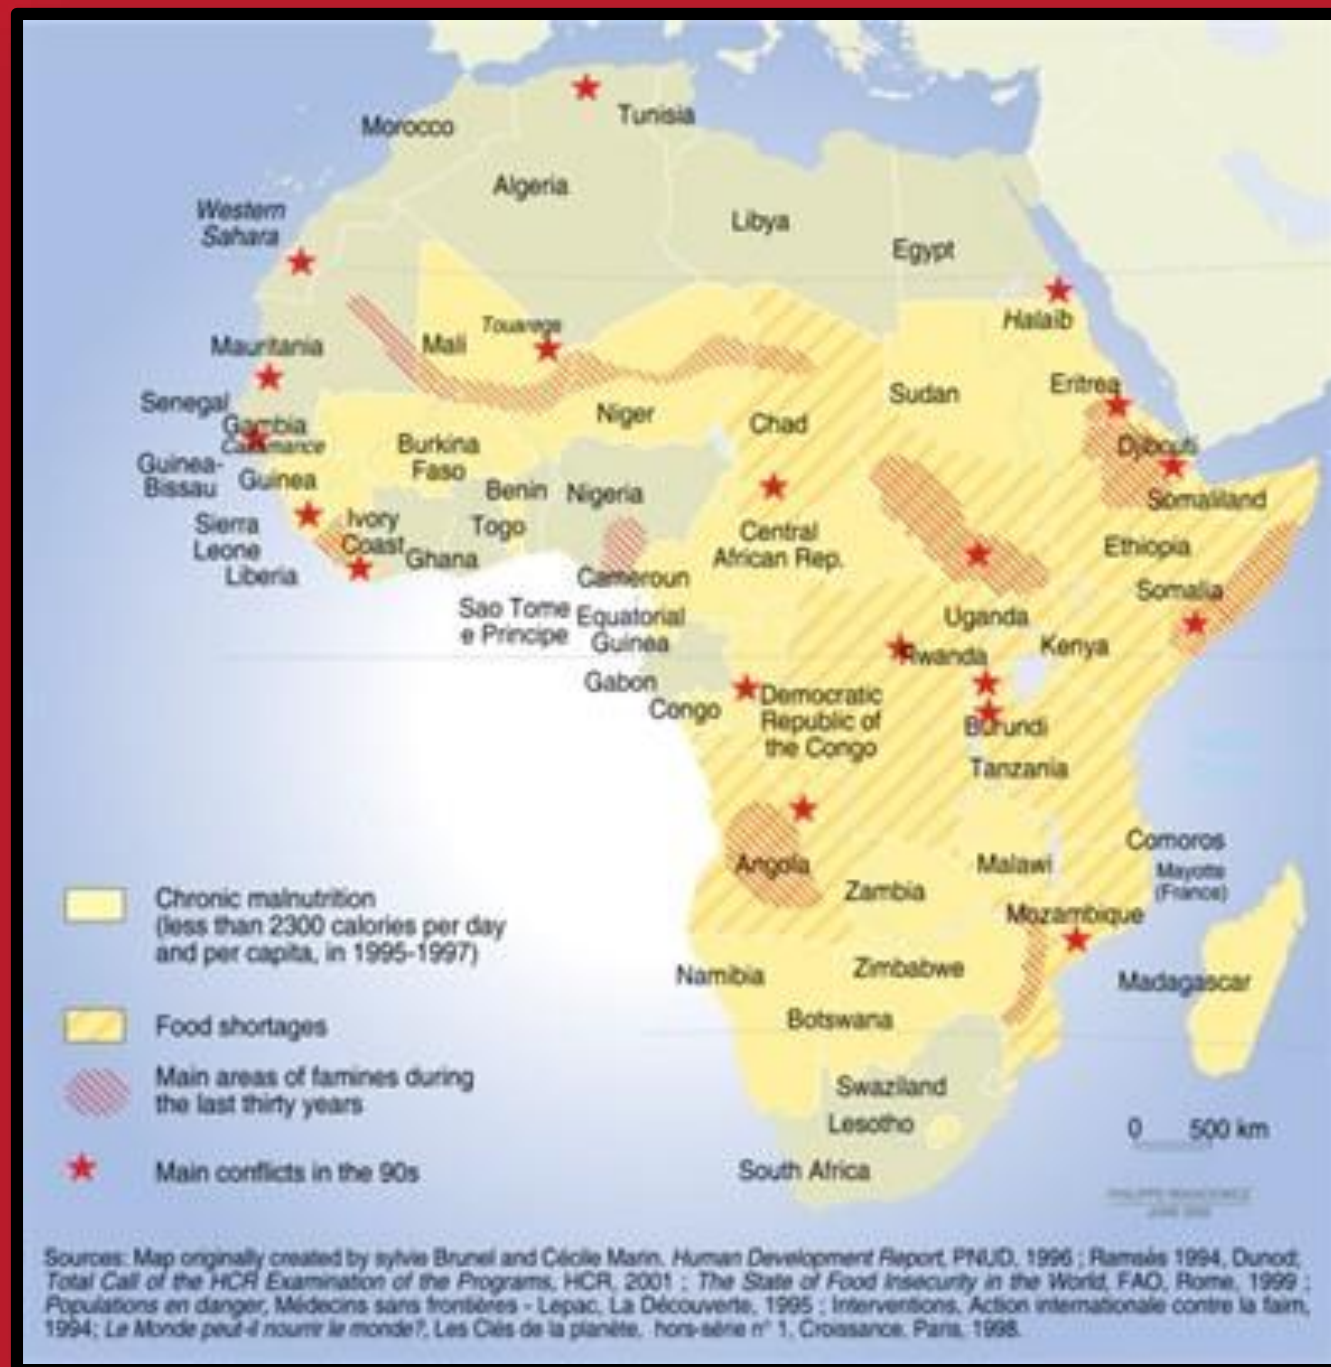 Morocco
Tunisia
Algeria
Western
Sahara
Libya
Egypt
Halaib
Touaregs
Mali
Mauritania
Senegal
Gambia
Casamance
Guinea-
Bissau
Guinea
Sierra
Leone
Liberia
Ivory
Coast
Ghana
Burkina
Faso
Benin
Togo
Nigeria
Niger
Chad
Sudan
Eritrea
Djibouti
Somaliland
Ethiopia
Somalia
Central
African Rep.
Cameroun
Sao Tome
e Principe
Equatorial
Guinea
Gabon
Congo
Democratic
Republic of
the Congo
Uganda
Rwanda
Kenya
Burundi
Tanzania
Angola
Zambia
Malawi
Comoros
Mayotte
(France)
Mozambique
Madagascar
Namibia
Zimbabwe
Botswana
Swaziland
Lesotho
South Africa
Chronic malnutrition
(less than 2300 calories per day
and per capita, in 1995-1997)
Food shortages
Main areas of famines during
the last thirty years
Main conflicts in the 90s
0 500 km
Sources: Map originally created by sylvie Brunel et Cécile Marin. Human Development Report, PNUD, 1996 ; Ramsès 1994, Dunod;
Total Call of the HCR Examination of the Programs, HCR, 2001 ; The State of Food Insecurity in the World, FAO, Rome, 1999 ;
Populations en danger, Médecins sans frontières - Lepac, La Découverte, 1995 ; Interventions, Action internationale contre la faim,
1994; Le Monde peut-il nourrir le monde?, Les Clés de la planète, hors-série n° 1, Croissance, Paris, 1998.